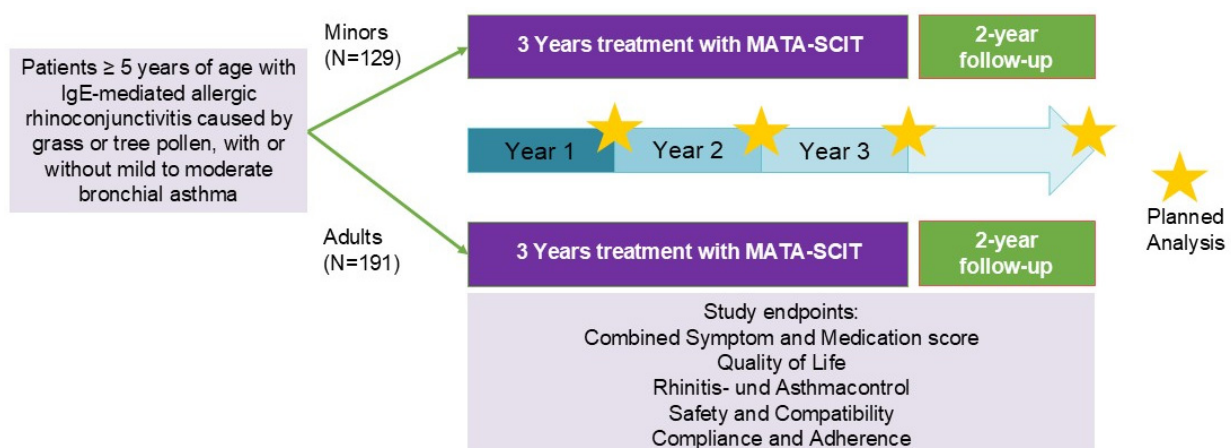 Patients ≥ 5 years of age with
IgE-mediated allergic
rhinoconjunctivitis caused by
grass or tree pollen, with or
without mild to moderate
bronchial asthma
Minors
(N=129)
3 Years treatment with MATA-SCIT
2-year
follow-up
Year 1
Year 2
Year 3
Planned
Analysis
Adults
(N=191)
3 Years treatment with MATA-SCIT
2-year
follow-up
Study endpoints:
Combined Symptom and Medication score
Quality of Life
Rhinitis- und Asthmacontrol
Safety and Compatibility
Compliance and Adherence